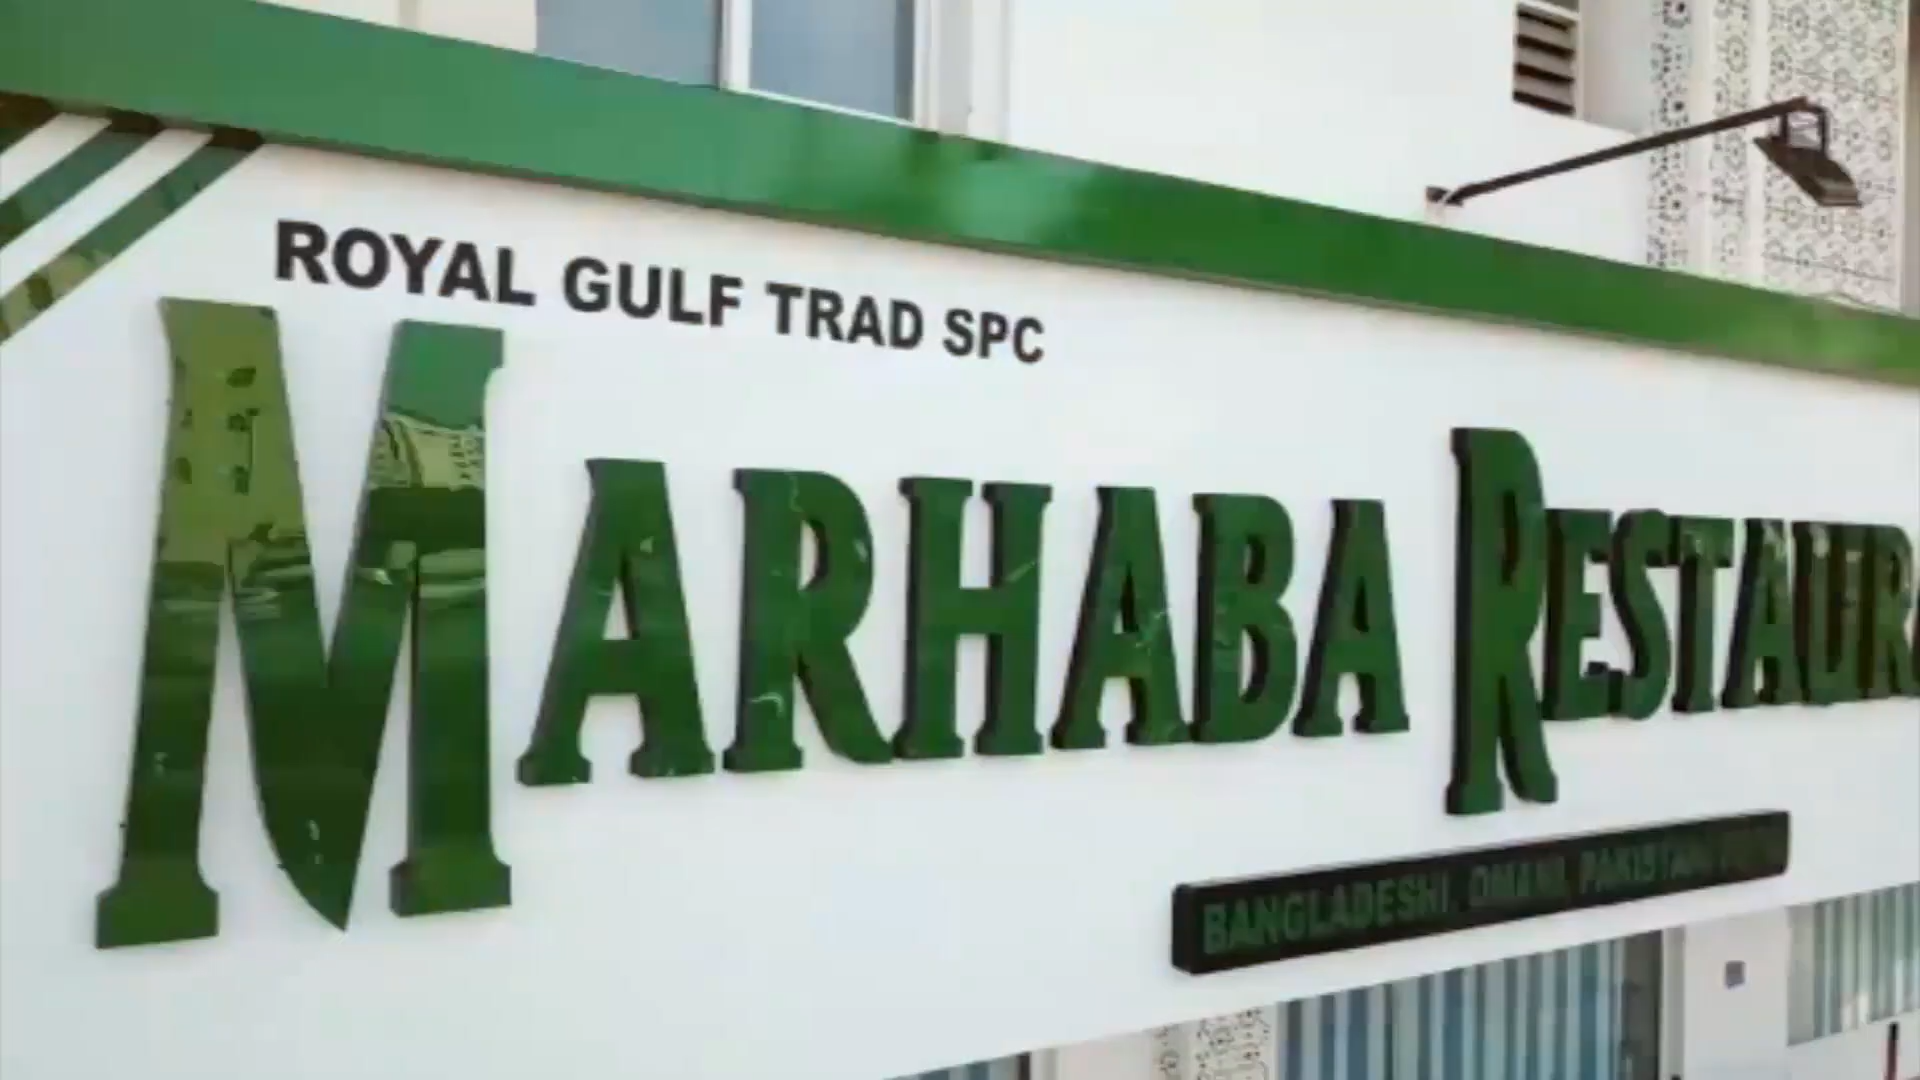 ROYAL GULF TRAD SPC
MARHABA RESTAURA
BANGLADESHI, OMANI, PAKISTANI